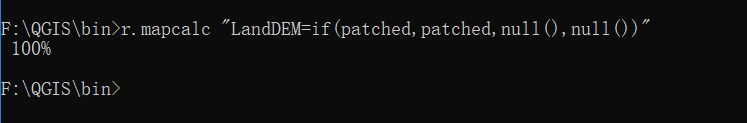 F:\QGIS\bin>r.mapcalc "LandDEM=if(patched,patched,null(),null())"
100%
F:\QGIS\bin>